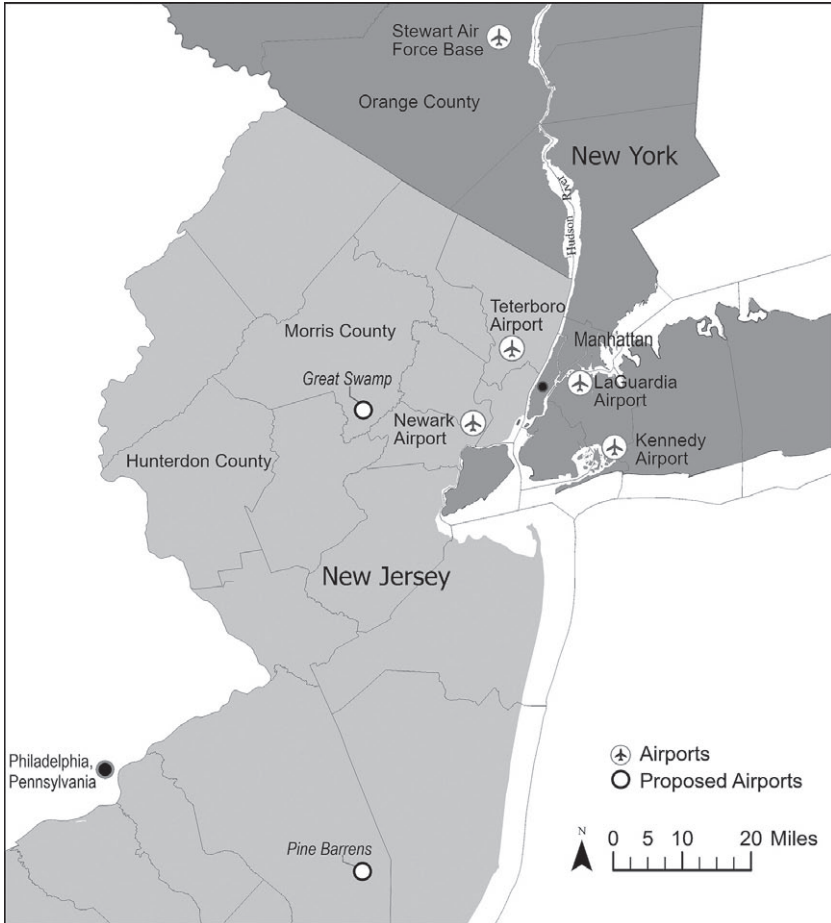 Stewart Air
Force Base
Orange County
New York
Hudson River
Teterboro
Airport
Morris County
Manhattan
Great Swamp
LaGuardia
Airport
Newark
Airport
Kennedy
Airport
Hunterdon County
New Jersey
Philadelphia,
Pennsylvania
Airports
Proposed Airports
Pine Barrens
N
0 5 10 20 Miles